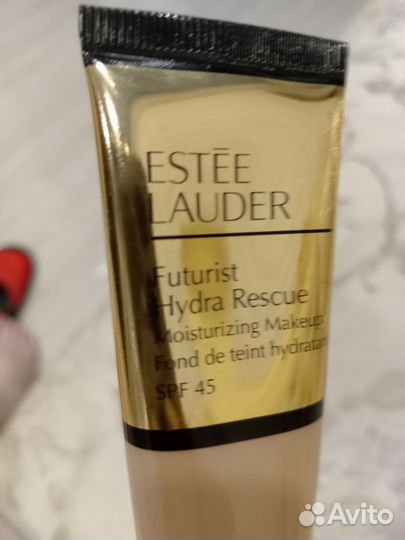 ESTĒE
LAUDER
Futurist
Hydra Rescue
Moisturizing Makeup
Fond de teint hydratan
SPF 45
Avito